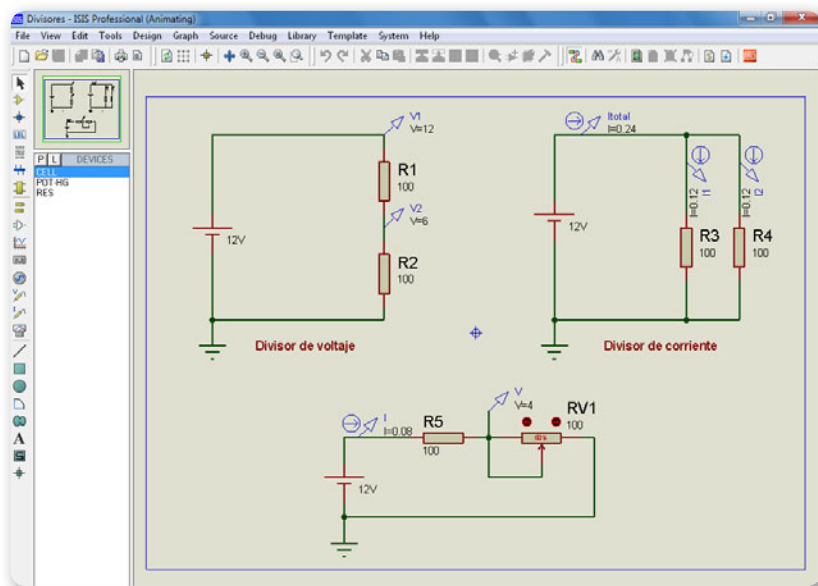 Divisores - ISIS Professional (Animating)
File View Edit Tools Design Graph Source Debug Library Template System Help
P L DEVICES
CELL
POT-HG
RES
LBL
A
S
V1
V=12
R1
100
V2
V=6
R2
100
12V
Divisor de voltaje
Itotal
I=0.24
I=0.12
I1
I=0.12
I2
R3
100
R4
100
12V
Divisor de corriente
I
I=0.08
R5
100
V
V=4
RV1
100
12V